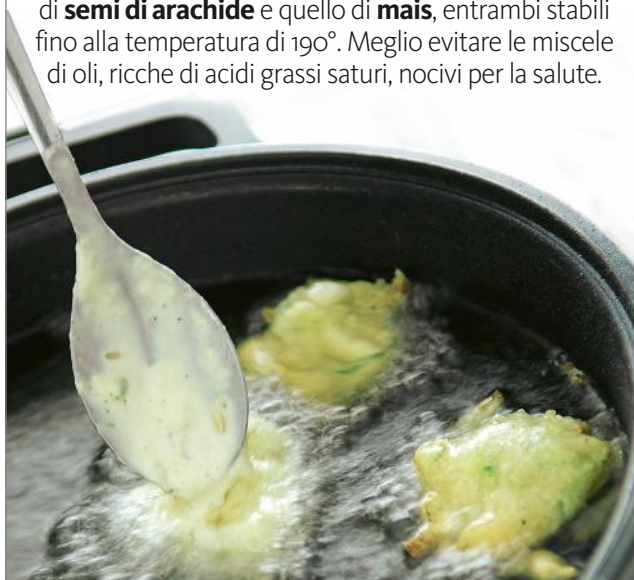 di semi di arachide e quello di mais, entrambi stabili
fino alla temperatura di 190°. Meglio evitare le miscele
di oli, ricche di acidi grassi saturi, nocivi per la salute.